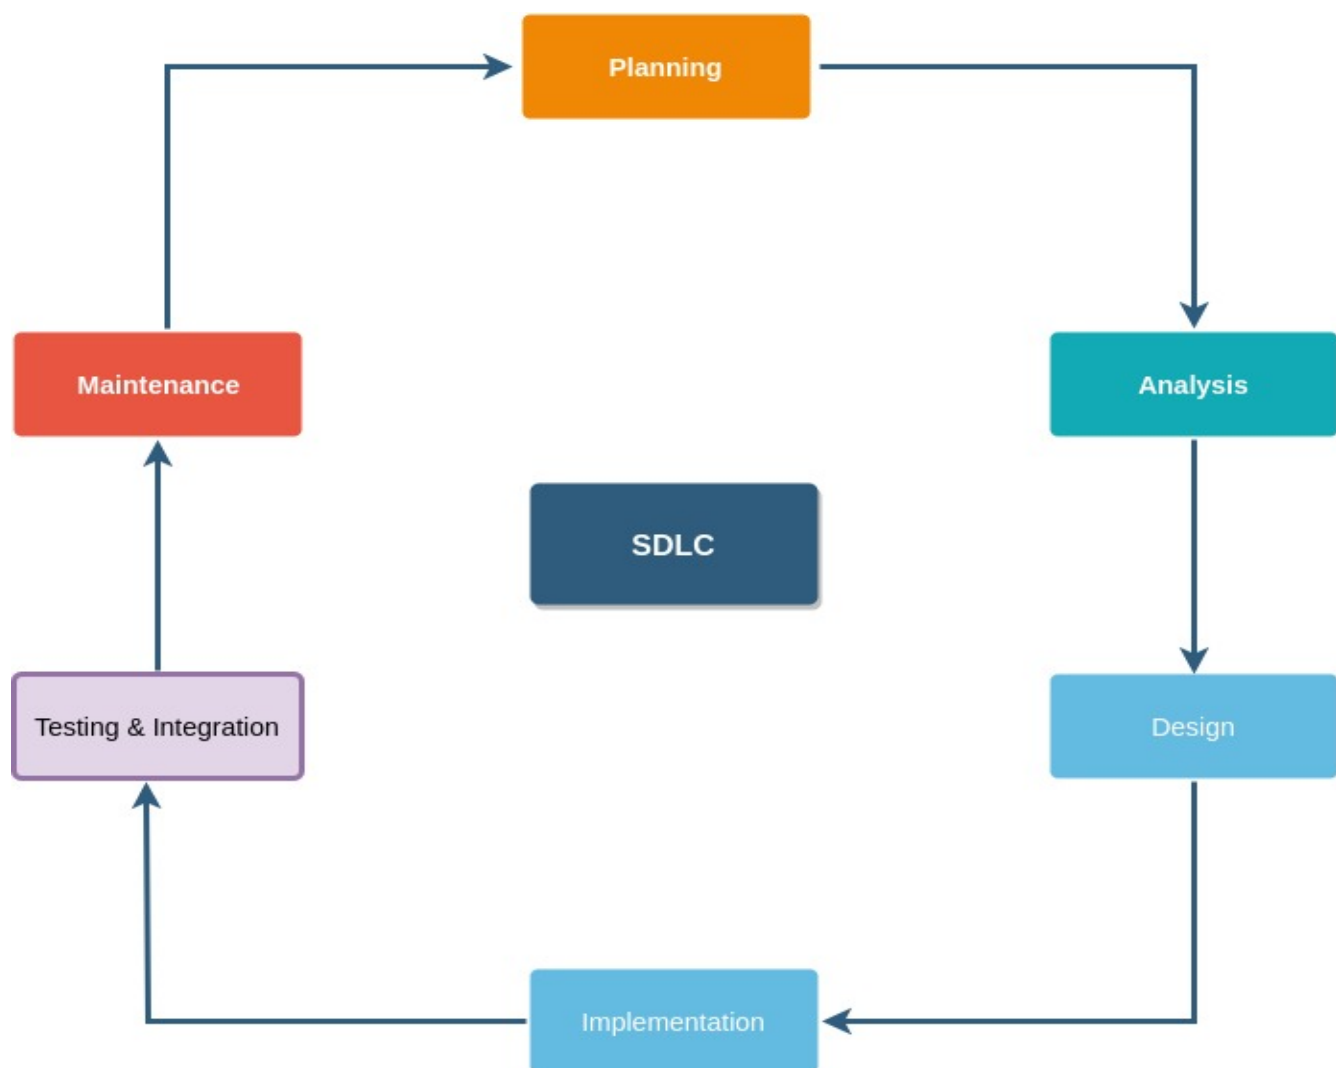 Planning
Maintenance
Analysis
SDLC
Testing & Integration
Design
Implementation